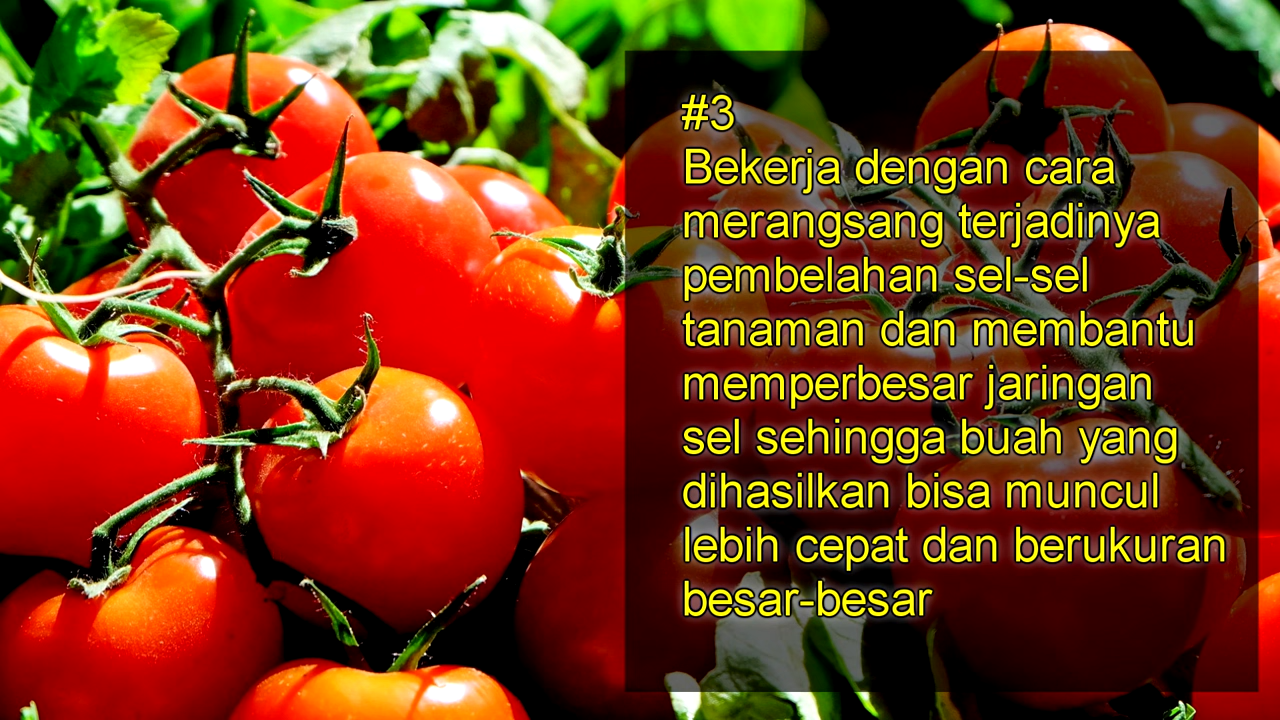 #3
Bekerja dengan cara
merangsang terjadinya
pembelahan sel-sel
tanaman dan membantu
memperbesar jaringan
sel sehingga buah yang
dihasilkan bisa muncul
lebih cepat dan berukuran
besar-besar